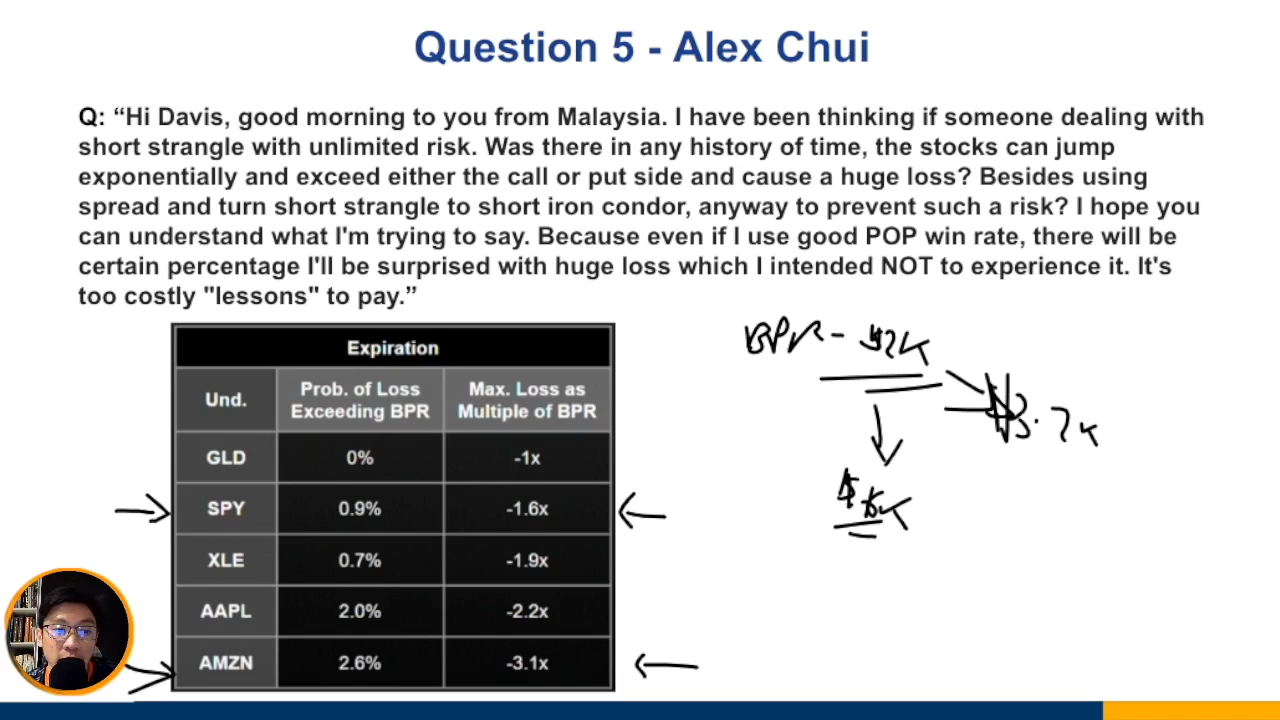 Question 5 - Alex Chui
Q: “Hi Davis, good morning to you from Malaysia. I have been thinking if someone dealing with
short strangle with unlimited risk. Was there in any history of time, the stocks can jump
exponentially and exceed either the call or put side and cause a huge loss? Besides using
spread and turn short strangle to short iron condor, anyway to prevent such a risk? I hope you
can understand what I'm trying to say. Because even if I use good POP win rate, there will be
certain percentage I'll be surprised with huge loss which I intended NOT to experience it. It's
too costly "lessons" to pay.”
Expiration
Und. Prob. of Loss Exceeding BPR Max. Loss as Multiple of BPR
GLD 0% -1x
SPY 0.9% -1.6x
XLE 0.7% -1.9x
AAPL 2.0% -2.2x
AMZN 2.6% -3.1x
BPR - $2K